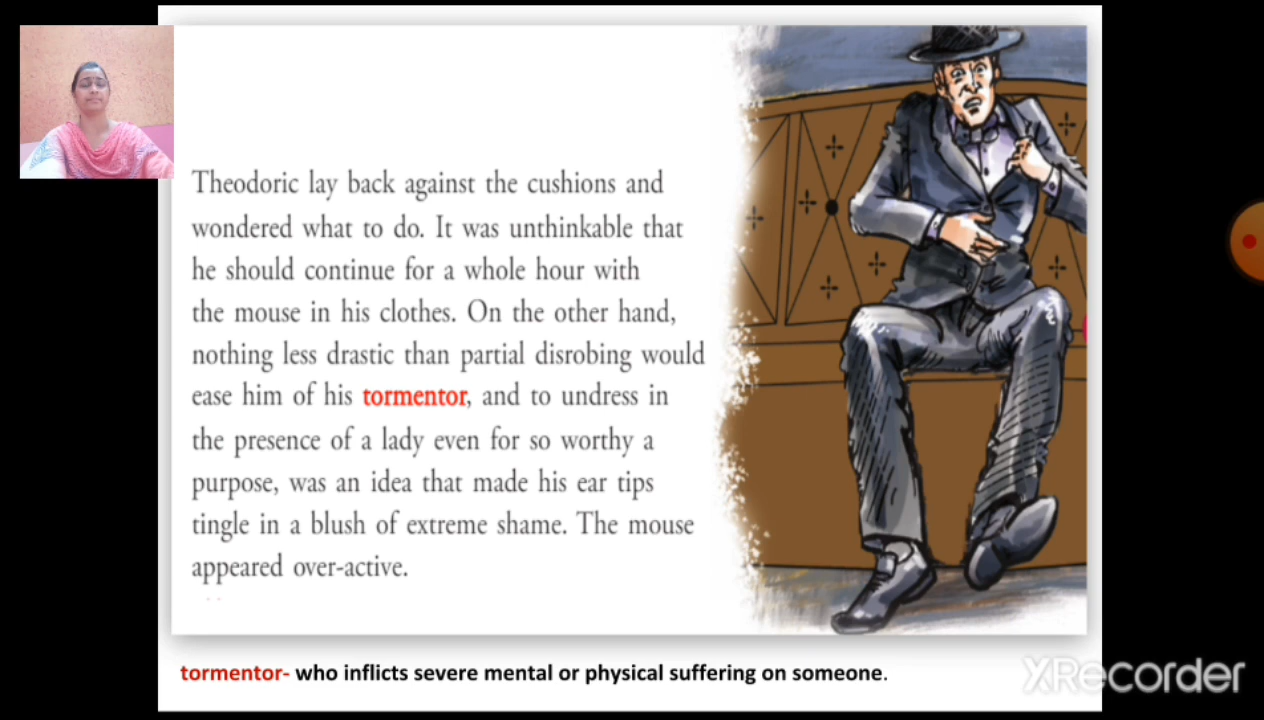 Theodoric lay back against the cushions and
wondered what to do. It was unthinkable that
he should continue for a whole hour with
the mouse in his clothes. On the other hand,
nothing less drastic than partial disrobing would
ease him of his tormentor, and to undress in
the presence of a lady even for so worthy a
purpose, was an idea that made his ear tips
tingle in a blush of extreme shame. The mouse
appeared over-active.
tormentor- who inflicts severe mental or physical suffering on someone.
XRecorder